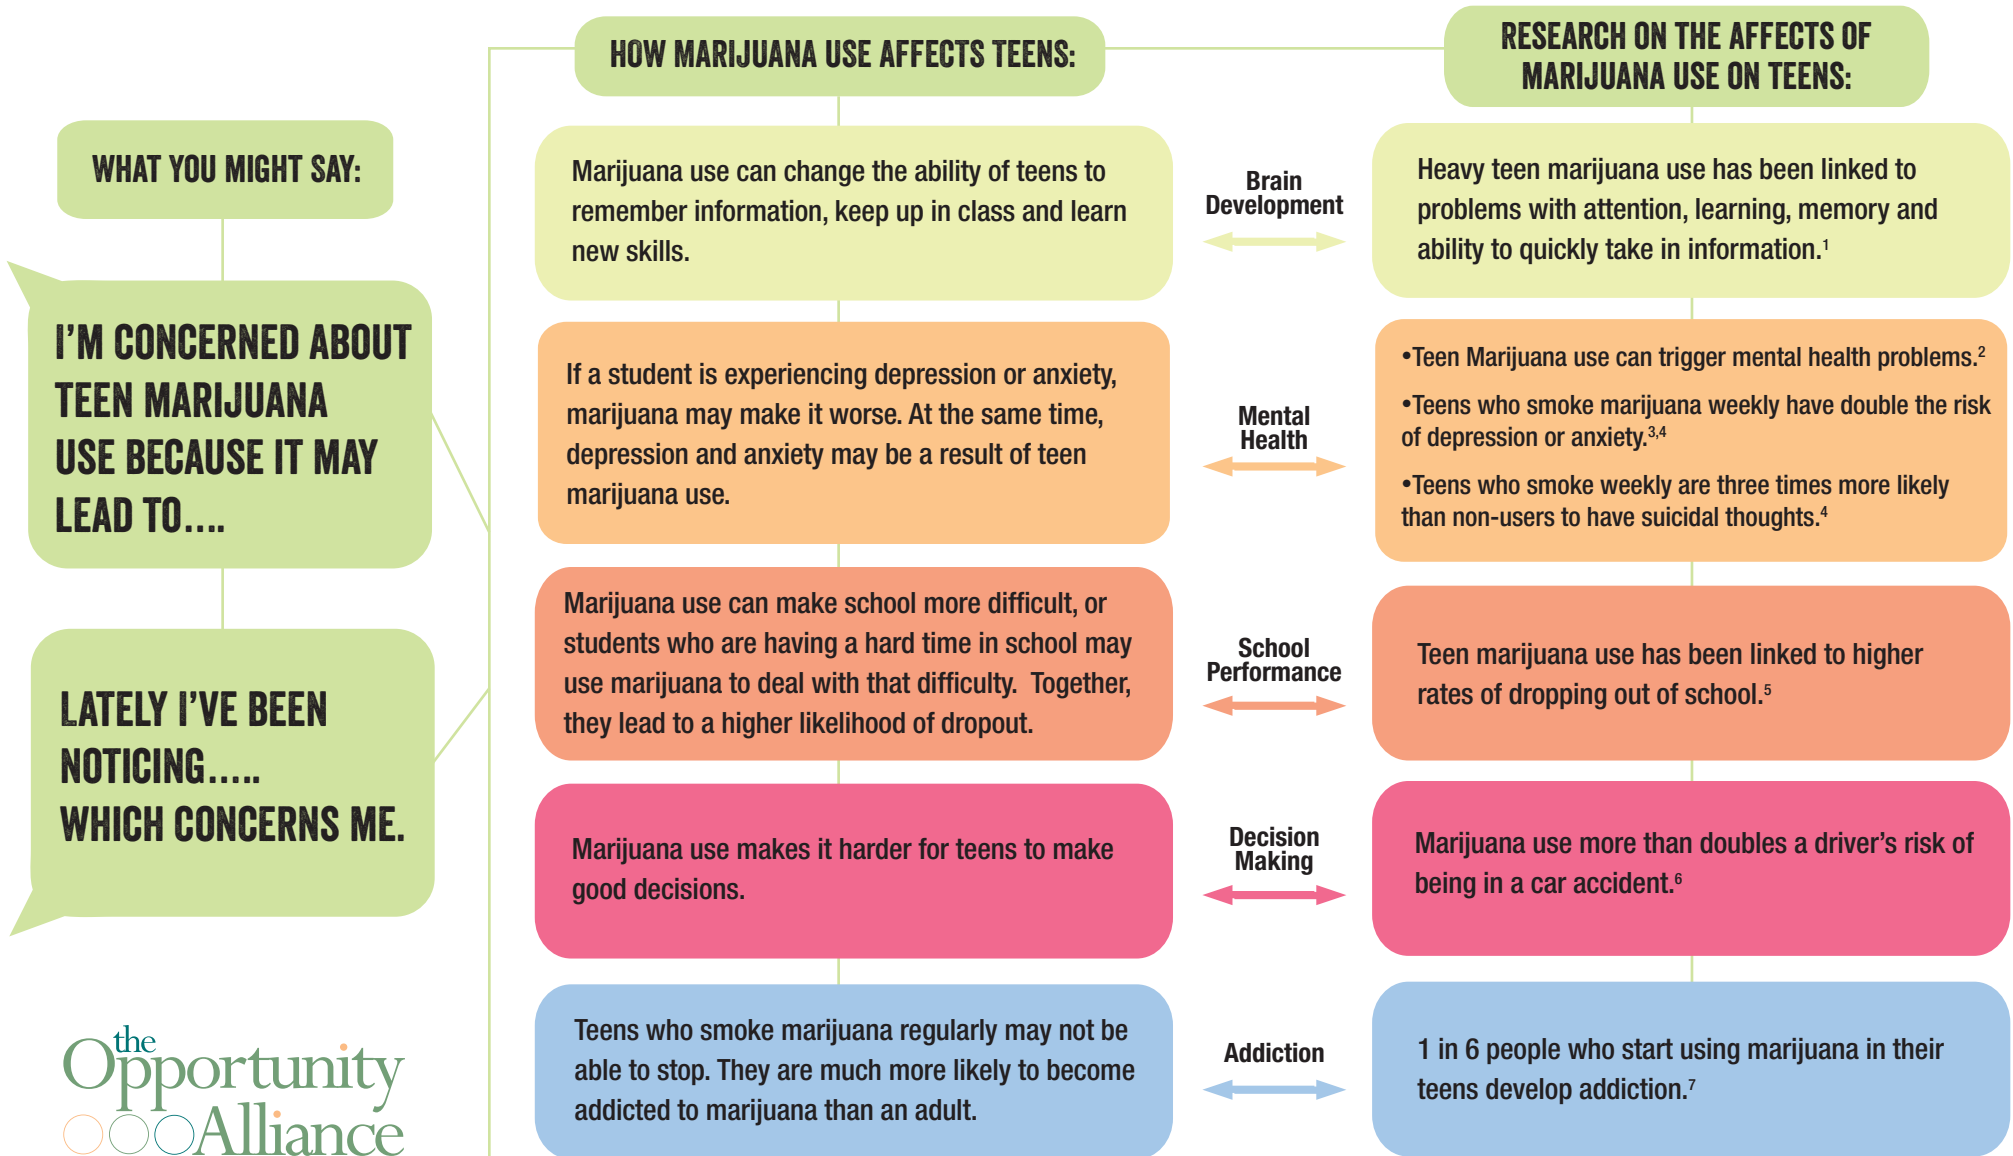 WHAT YOU MIGHT SAY:
I'M CONCERNED ABOUT
TEEN MARIJUANA
USE BECAUSE IT MAY
LEAD TO....
LATELY I'VE BEEN
NOTICING.....
WHICH CONCERNS ME.
the
Opportunity
Alliance
HOW MARIJUANA USE AFFECTS TEENS:
RESEARCH ON THE AFFECTS OF
MARIJUANA USE ON TEENS:
Marijuana use can change the ability of teens to
remember information, keep up in class and learn
new skills.
Brain
Development
Heavy teen marijuana use has been linked to
problems with attention, learning, memory and
ability to quickly take in information.¹
If a student is experiencing depression or anxiety,
marijuana may make it worse. At the same time,
depression and anxiety may be a result of teen
marijuana use.
Mental
Health
•Teen Marijuana use can trigger mental health problems.²
•Teens who smoke marijuana weekly have double the risk
of depression or anxiety.³,⁴
•Teens who smoke weekly are three times more likely
than non-users to have suicidal thoughts.⁴
Marijuana use can make school more difficult, or
students who are having a hard time in school may
use marijuana to deal with that difficulty.  Together,
they lead to a higher likelihood of dropout.
School
Performance
Teen marijuana use has been linked to higher
rates of dropping out of school.⁵
Marijuana use makes it harder for teens to make
good decisions.
Decision
Making
Marijuana use more than doubles a driver's risk of
being in a car accident.⁶
Teens who smoke marijuana regularly may not be
able to stop. They are much more likely to become
addicted to marijuana than an adult.
Addiction
1 in 6 people who start using marijuana in their
teens develop addiction.⁷